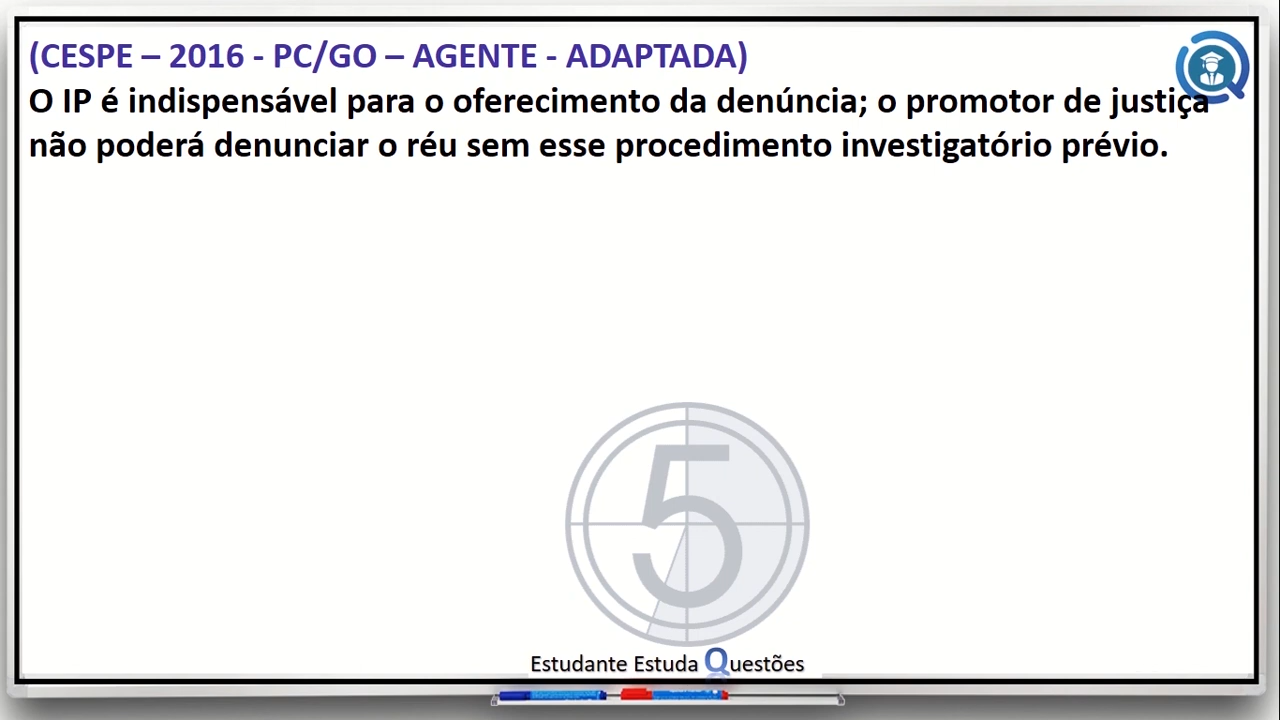 (CESPE – 2016 - PC/GO – AGENTE - ADAPTADA)
O IP é indispensável para o oferecimento da denúncia; o promotor de justiça
não poderá denunciar o réu sem esse procedimento investigatório prévio.
5
Estudante Estuda Questões